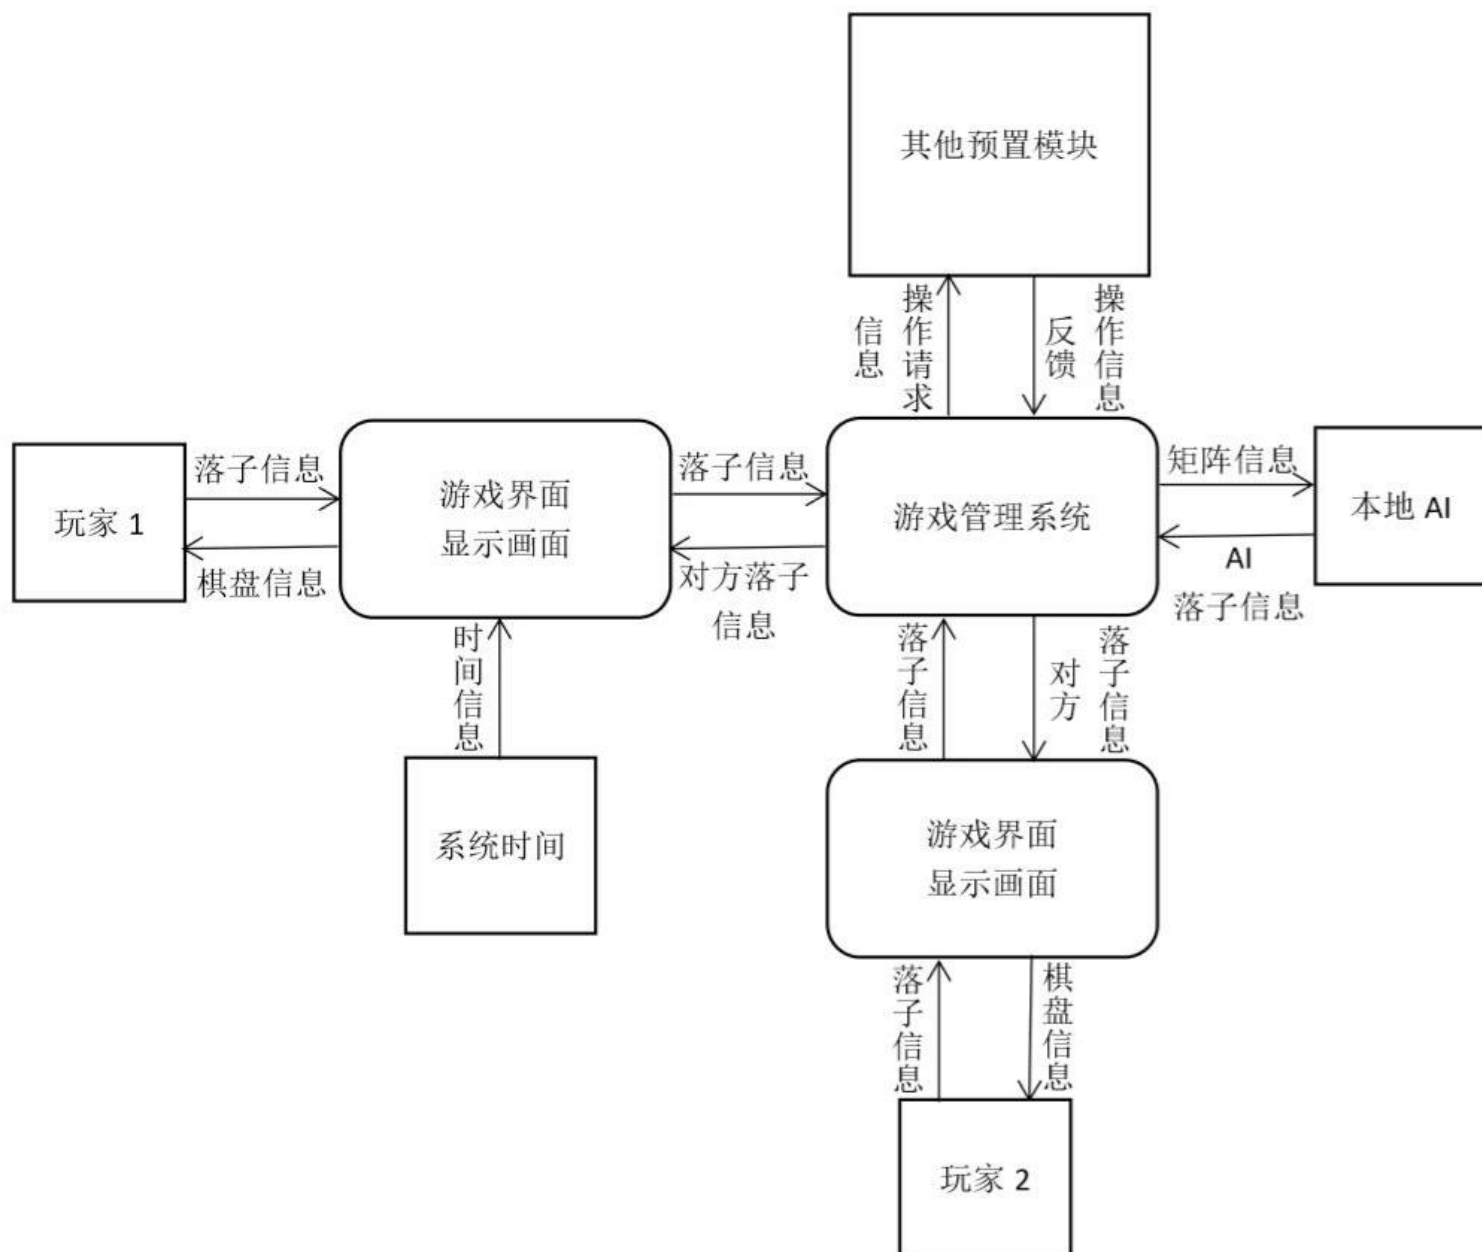 其他预置模块
操作请求
信息
操作信息
反馈
玩家 1
落子信息
棋盘信息
游戏界面
显示画面
落子信息
对方落子
信息
游戏管理系统
矩阵信息
AI
落子信息
本地 AI
时间信息
系统时间
落子信息
落子信息
对方
游戏界面
显示画面
落子信息
棋盘信息
玩家 2